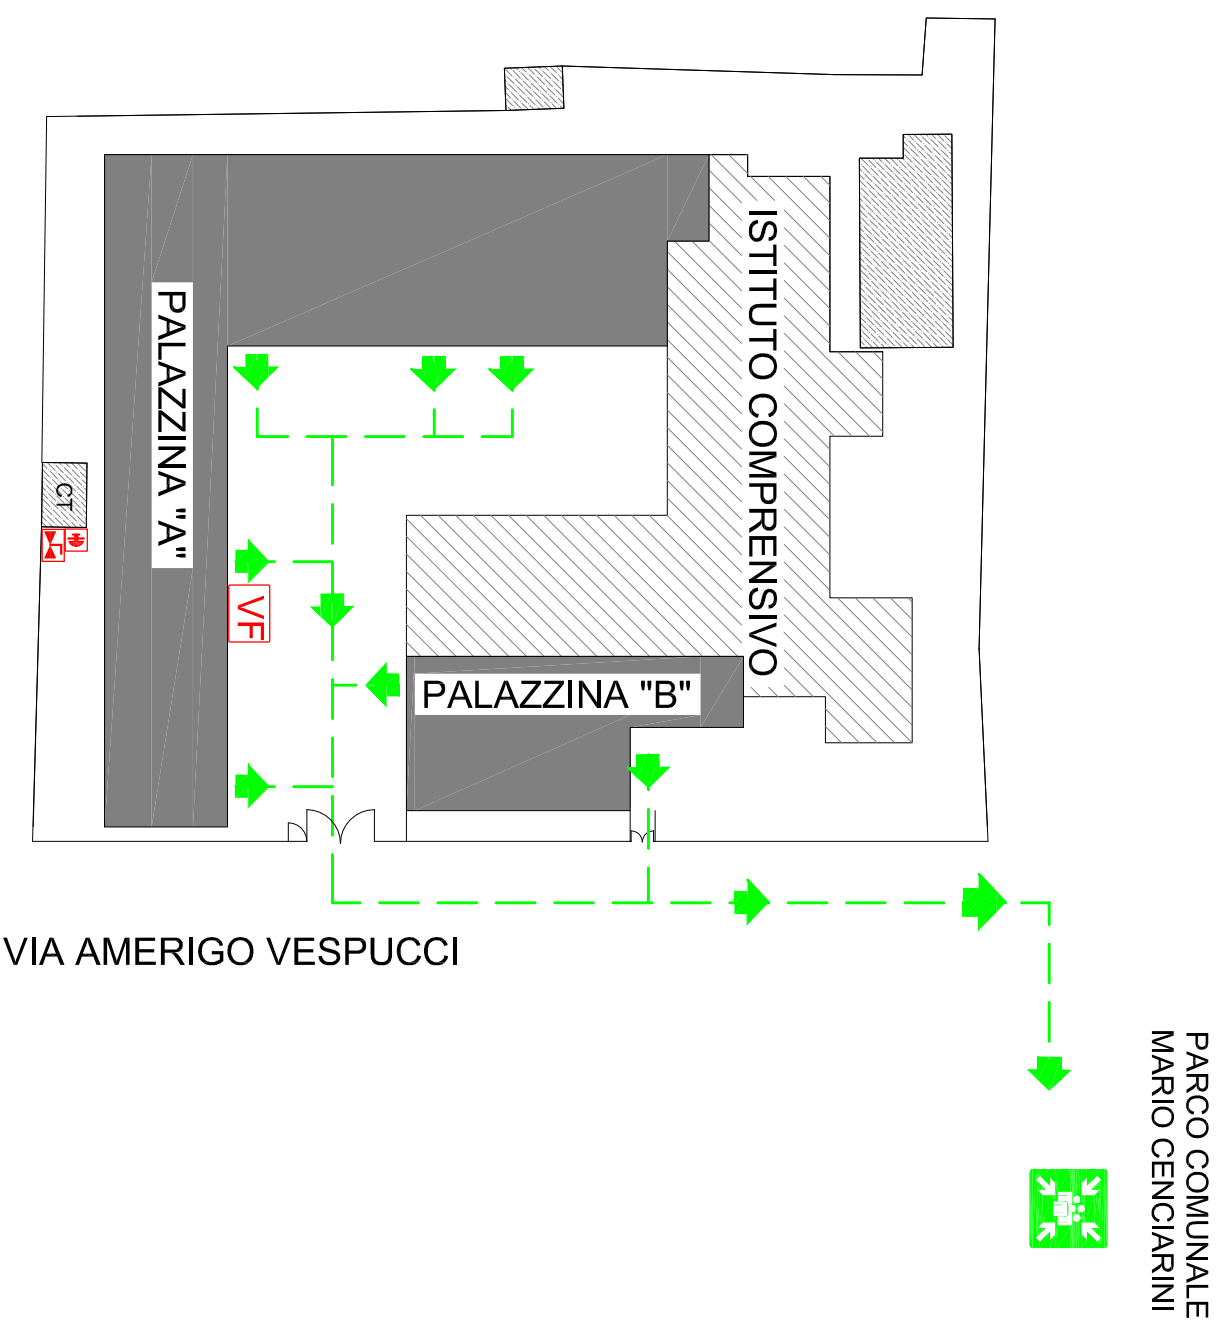 ISTITUTO COMPRENSIVO
PALAZZINA "A"
CT
VF
PALAZZINA "B"
VIA AMERIGO VESPUCCI
PARCO COMUNALE
MARIO CENCIARINI